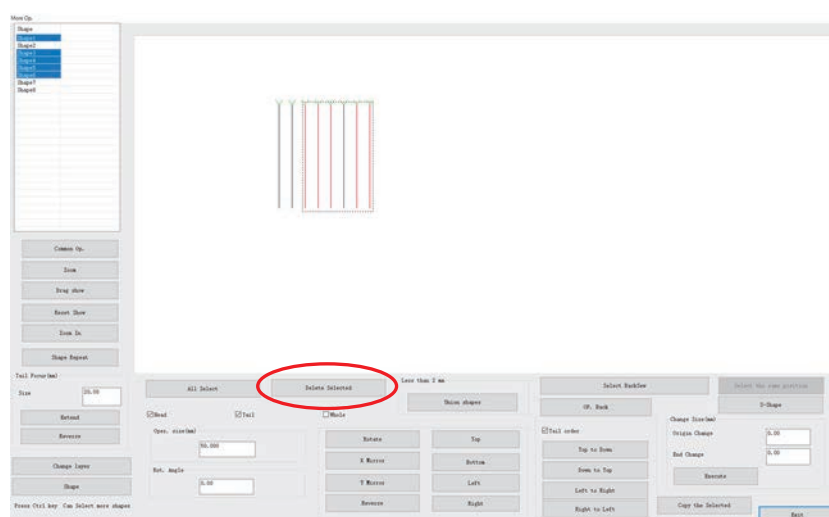 More Op.
Shape
Shape1
Shape2
Shape3
Shape4
Shape5
Shape6
Shape7
Shape8
Common Op.
Zoom
Drag show
Reset Show
Zoom In
Shape Repeat
Tail Focur(mm)
Size
20.00
Extend
Reverse
Change layer
Shape
Press Ctrl key Can Select more shapes
All Select
Delete Selected
Less than 2 mm
Union shapes
Select BackSew
Select the same position
OP. Back
S-Shape
Head
Tail
Whole
Oper. size(mm)
50.000
Rot. Angle
0.00
Rotate
Top
X Mirror
Bottom
Y Mirror
Left
Reverse
Right
Tail order
Top to Down
Down to Top
Left to Right
Right to Left
Change Size(mm)
Origin Change
0.00
End Change
0.00
Execute
Copy the Selected
Exit